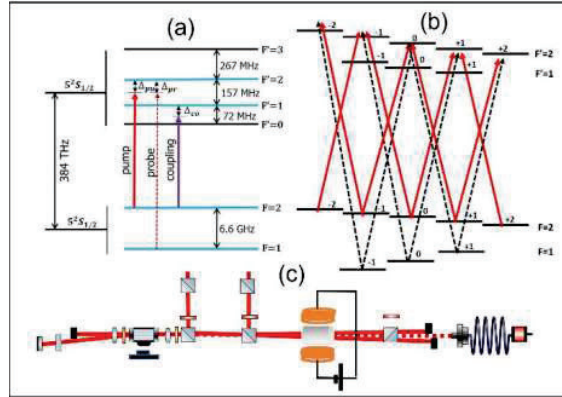 (a)
F'=3
267 MHz
F'=2
Δpu Δpr
157 MHz
5²S₁/₂
F'=1
Δco
72 MHz
F'=0
384 THz
pump
probe
coupling
F=2
5²S₁/₂
6.6 GHz
F=1
(b)
-2 -1 0 +1 +2 F'=2
-1 0 +1 F'=1
-2 -1 0 +1 +2 F=2
-1 0 +1 F=1
(c)